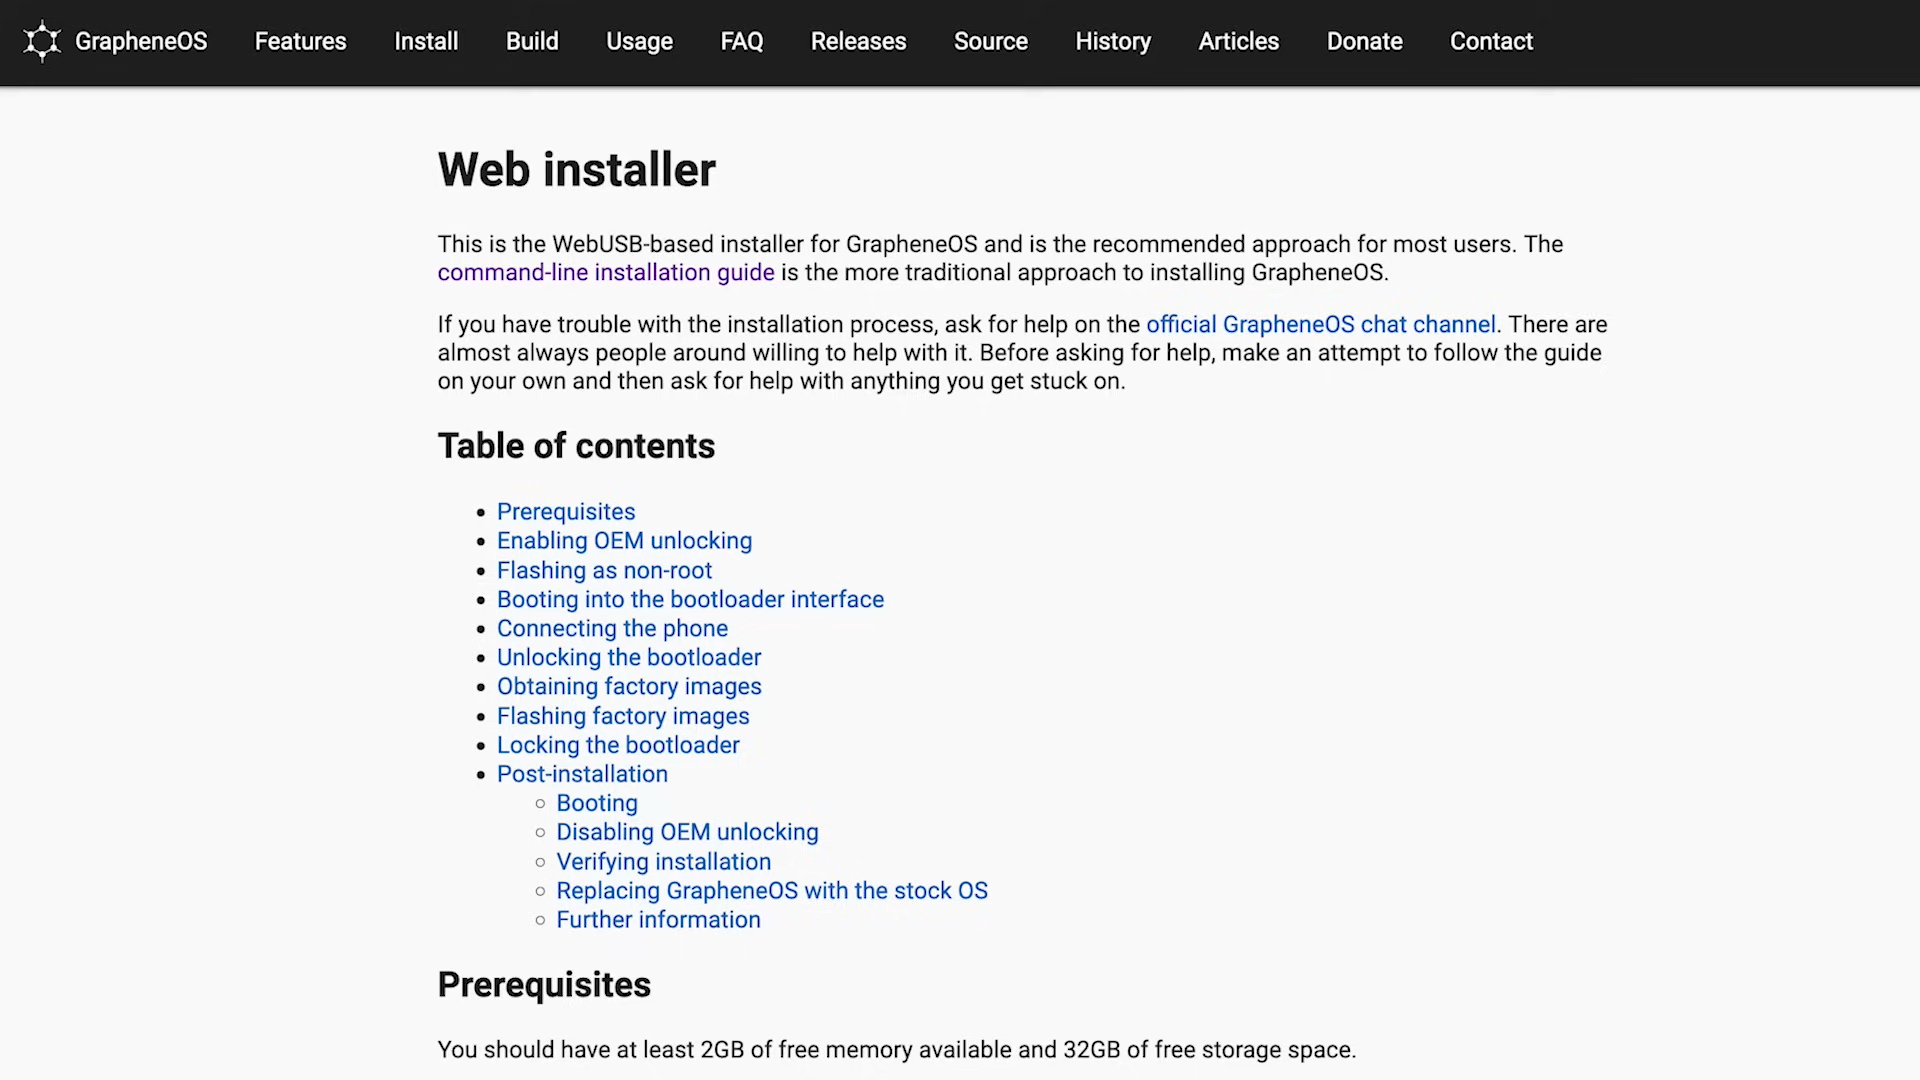 GrapheneOS Features Install Build Usage FAQ Releases Source History Articles Donate Contact
Web installer
This is the WebUSB-based installer for GrapheneOS and is the recommended approach for most users. The
command-line installation guide is the more traditional approach to installing GrapheneOS.
If you have trouble with the installation process, ask for help on the official GrapheneOS chat channel. There are
almost always people around willing to help with it. Before asking for help, make an attempt to follow the guide
on your own and then ask for help with anything you get stuck on.
Table of contents
Prerequisites
Enabling OEM unlocking
Flashing as non-root
Booting into the bootloader interface
Connecting the phone
Unlocking the bootloader
Obtaining factory images
Flashing factory images
Locking the bootloader
Post-installation
Booting
Disabling OEM unlocking
Verifying installation
Replacing GrapheneOS with the stock OS
Further information
Prerequisites
You should have at least 2GB of free memory available and 32GB of free storage space.